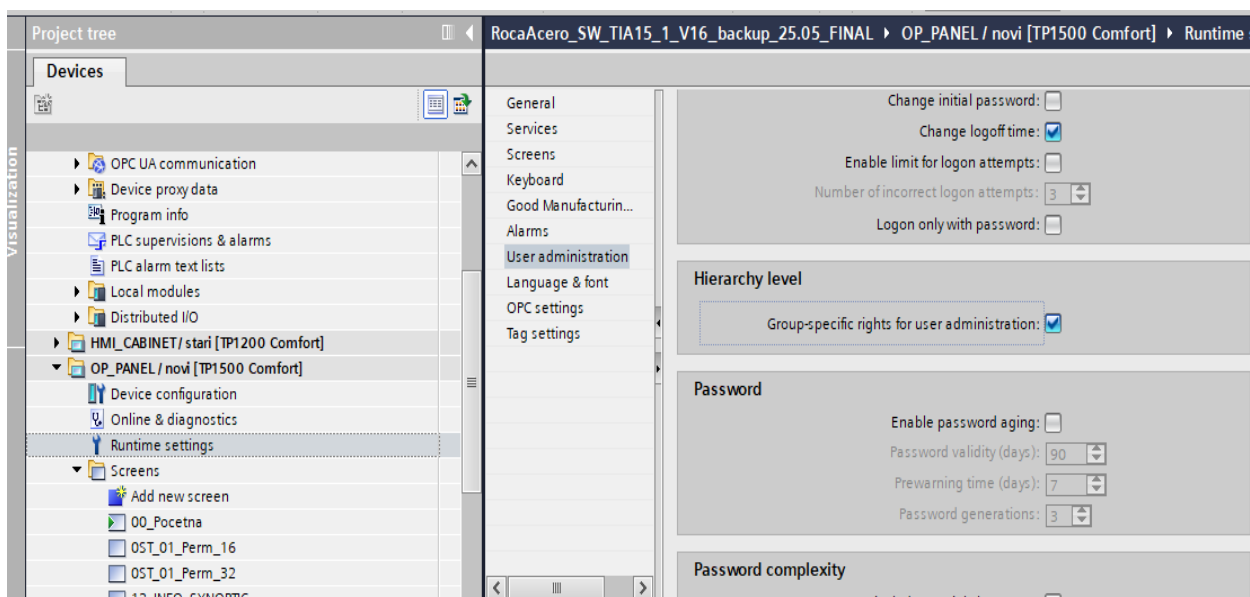 Project tree
RocaAcero_SW_TIA15_1_V16_backup_25.05_FINAL ▸ OP_PANEL / novi [TP1500 Comfort] ▸ Runtime
Devices
Visualization
OPC UA communication
Device proxy data
Program info
PLC supervisions & alarms
PLC alarm text lists
Local modules
Distributed I/O
HMI_CABINET/ stari [TP1200 Comfort]
OP_PANEL / novi [TP1500 Comfort]
Device configuration
Online & diagnostics
Runtime settings
Screens
Add new screen
00_Pocetna
0ST_01_Perm_16
0ST_01_Perm_32
General
Services
Screens
Keyboard
Good Manufacturin...
Alarms
User administration
Language & font
OPC settings
Tag settings
Change initial password:
Change logoff time:
Enable limit for logon attempts:
Number of incorrect logon attempts: 3
Logon only with password:
Hierarchy level
Group-specific rights for user administration:
Password
Enable password aging:
Password validity (days): 90
Prewarning time (days): 7
Password generations: 3
Password complexity